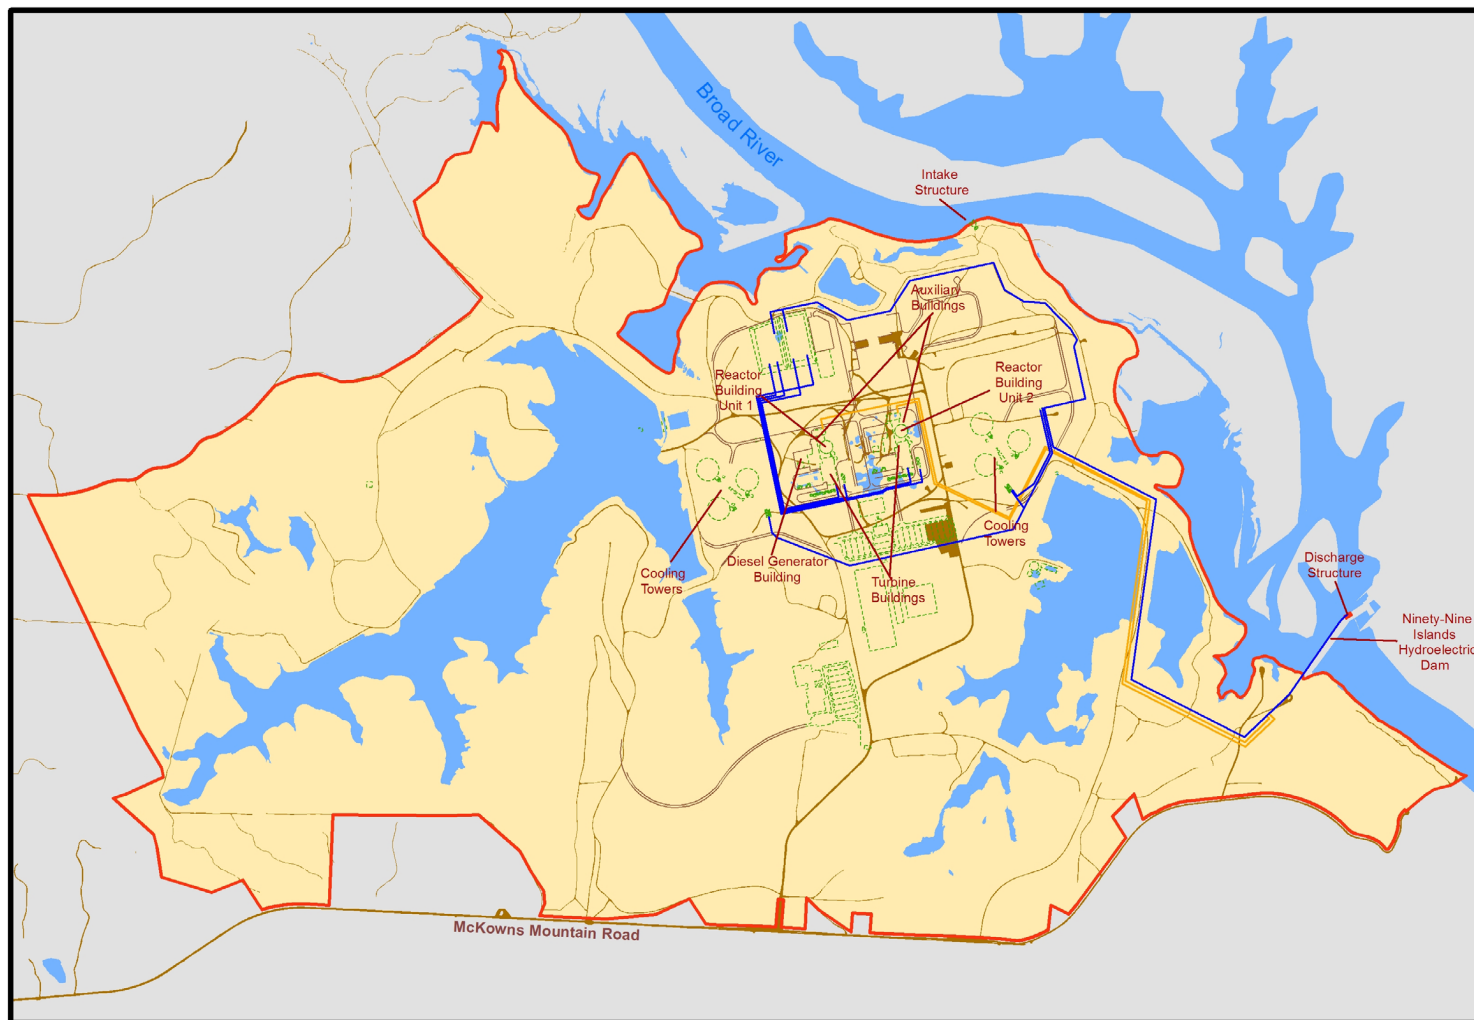 Broad River
Intake
Structure
Auxiliary
Buildings
Reactor
Building
Unit 1
Reactor
Building
Unit 2
Cooling
Towers
Diesel Generator
Building
Turbine
Buildings
Cooling
Towers
Discharge
Structure
Ninety-Nine
Islands
Hydroelectric
Dam
McKowns Mountain Road